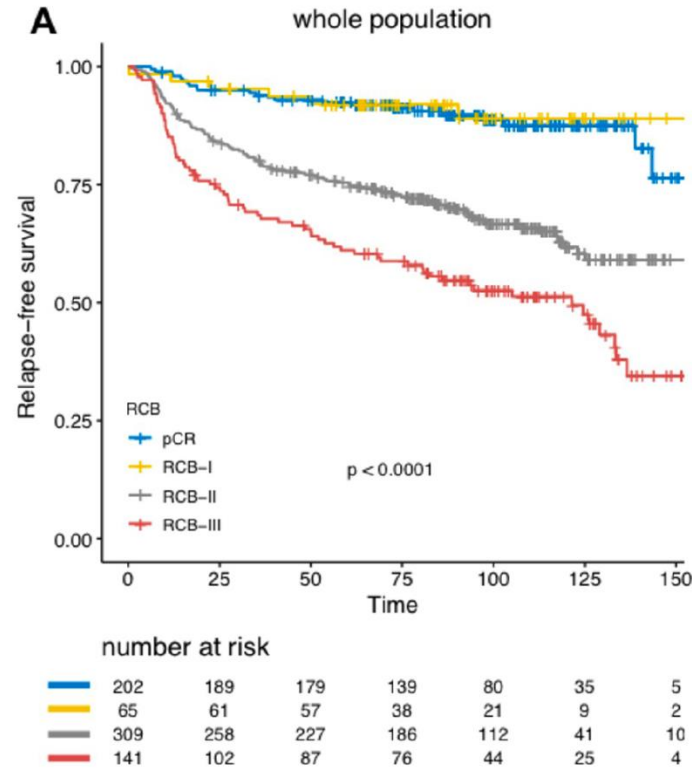 A
whole population
1.00
0.75
0.50
0.25
0.00
Relapse-free survival
RCB
pCR
RCB-I
RCB-II
RCB-III
p < 0.0001
0 25 50 75 100 125 150
Time
number at risk
202 189 179 139 80 35 5
65 61 57 38 21 9 2
309 258 227 186 112 41 10
141 102 87 76 44 25 4